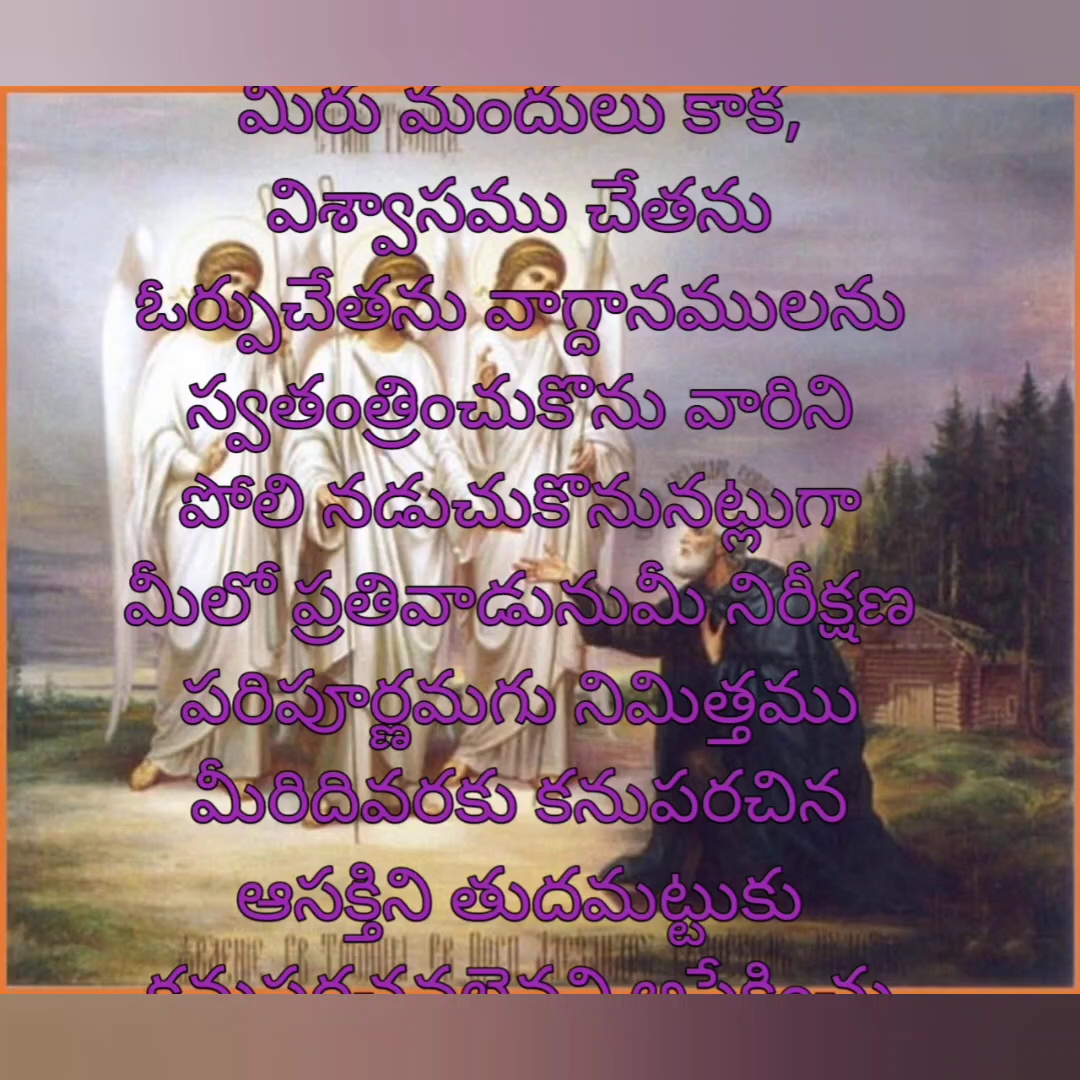 మీరు మందులు కాక,
విశ్వాసము చేతను
ఓర్పుచేతను వాగ్దానములను
స్వతంత్రించుకొను వారిని
పోలి నడుచుకొనునట్లుగా
మీలో ప్రతివాడునుమీ నిరీక్షణ
పరిపూర్ణమగు నిమిత్తము
మీరిదివరకు కనుపరచిన
ఆసక్తిని తుదమట్టుకు